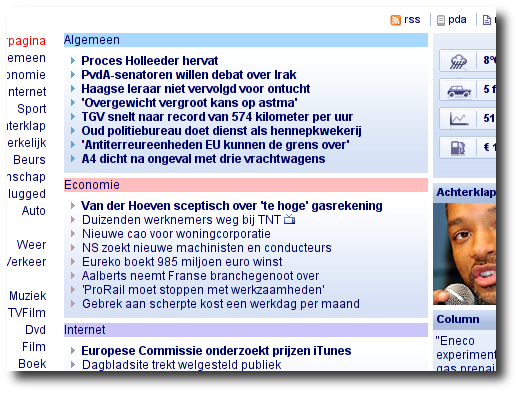 rss
pda
Algemeen
Proces Holleeder hervat
PvdA-senatoren willen debat over Irak
Haagse leraar niet vervolgd voor ontucht
'Overgewicht vergroot kans op astma'
TGV snelt naar record van 574 kilometer per uur
Oud politiebureau doet dienst als hennepkwekerij
'Antiterreureenheden EU kunnen de grens over'
A4 dicht na ongeval met drie vrachtwagens
Economie
Van der Hoeven sceptisch over 'te hoge' gasrekening
Duizenden werknemers weg bij TNT
Nieuwe cao voor woningcorporatie
NS zoekt nieuwe machinisten en conducteurs
Eureko boekt 985 miljoen euro winst
Aalberts neemt Franse branchegenoot over
'ProRail moet stoppen met werkzaamheden'
Gebrak aan scherpte kost een werkdag per maand
Internet
Europese Commissie onderzoekt prijzen iTunes
Dagbladsite trekt welgesteld publiek
rpagina
emeen
onomie
nternet
Sport
hterklap
erkelijk
Beurs
nschap
lugged
Auto
Weer
Verkeer
Muziek
TVFilm
Dvd
Film
Boek
8°
5 f
51
€ 1
Achterklap
Column
"Eneco
experiment
gas prepai